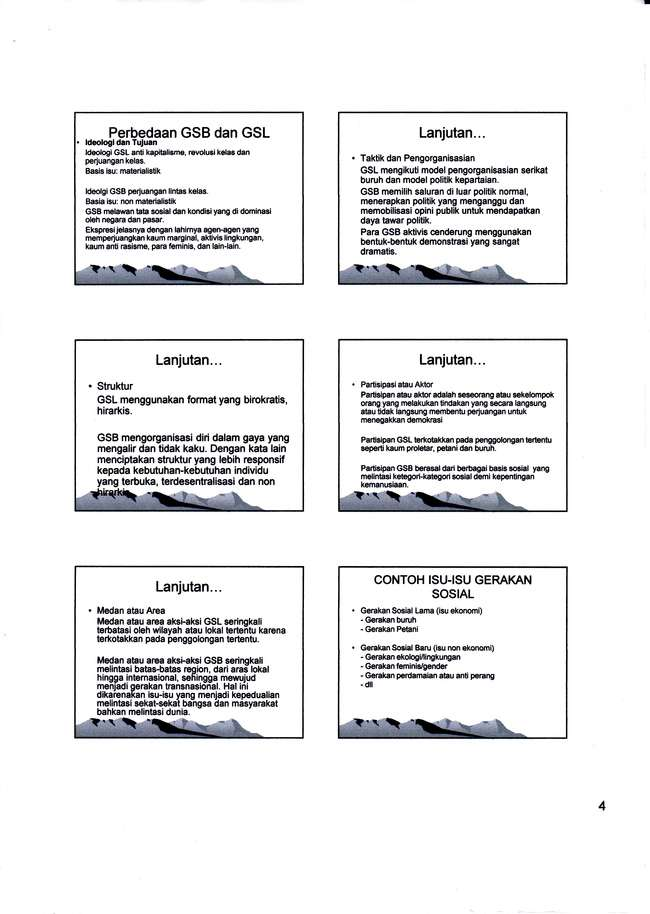 Perbedaan GSB dan GSL
• Ideologi dan Tujuan
Ideologi GSL anti kapitalisme, revolusi kelas dan
perjuangan kelas.
Basis isu: materialistik
Ideolgi GSB perjuangan lintas kelas.
Basia isu: non materialistik
GSB melawan tata sosial dan kondisi yang di dominasi
oleh negara dan pasar.
Ekspresi jelasnya dengan lahirnya agen-agen yang
memperjuangkan kaum marginal, aktivis lingkungan,
kaum anti rasisme, para feminis, dan lain-lain.
Lanjutan...
• Taktik dan Pengorganisasian
GSL mengikuti model pengorganisasian serikat
buruh dan model politik kepartaian.
GSB memilih saluran di luar politik normal,
menerapkan politik yang menganggu dan
memobilisasi opini publik untuk mendapatkan
daya tawar politik.
Para GSB aktivis cenderung menggunakan
bentuk-bentuk demonstrasi yang sangat
dramatis.
Lanjutan...
• Struktur
GSL menggunakan format yang birokratis,
hirarkis.
GSB mengorganisasi diri dalam gaya yang
mengalir dan tidak kaku. Dengan kata lain
menciptakan struktur yang lebih responsif
kepada kebutuhan-kebutuhan individu
yang terbuka, terdesentralisasi dan non
hirarkis
Lanjutan...
• Partisipasi atau Aktor
Partisipan atau aktor adalah seseorang atau sekelompok
orang yang melakukan tindakan yang secara langsung
atau tidak langsung membentu perjuangan untuk
menegakkan demokrasi
Partisipan GSL terkotakkan pada penggolongan tertentu
seperti kaum proletar, petani dan buruh.
Partisipan GSB berasal dari berbagai basis sosial yang
melintasi ketegori-kategori sosial demi kepentingan
kemanusiaan.
Lanjutan...
• Medan atau Area
Medan atau area aksi-aksi GSL seringkali
terbatasi oleh wilayah atau lokal tertentu karena
terkotakkan pada penggolongan tertentu.
Medan atau area aksi-aksi GSB seringkali
melintasi batas-batas region, dari aras lokal
hingga internasional, sehingga mewujud
menjadi gerakan transnasional. Hal ini
dikarenakan isu-isu yang menjadi kepedualian
melintasi sekat-sekat bangsa dan masyarakat
bahkan melintasi dunia.
CONTOH ISU-ISU GERAKAN
SOSIAL
• Gerakan Sosial Lama (isu ekonomi)
- Gerakan buruh
- Gerakan Petani
• Gerakan Sosial Baru (isu non ekonomi)
- Gerakan ekologi/lingkungan
- Gerakan feminis/gender
- Gerakan perdamaian atau anti perang
- dll
4